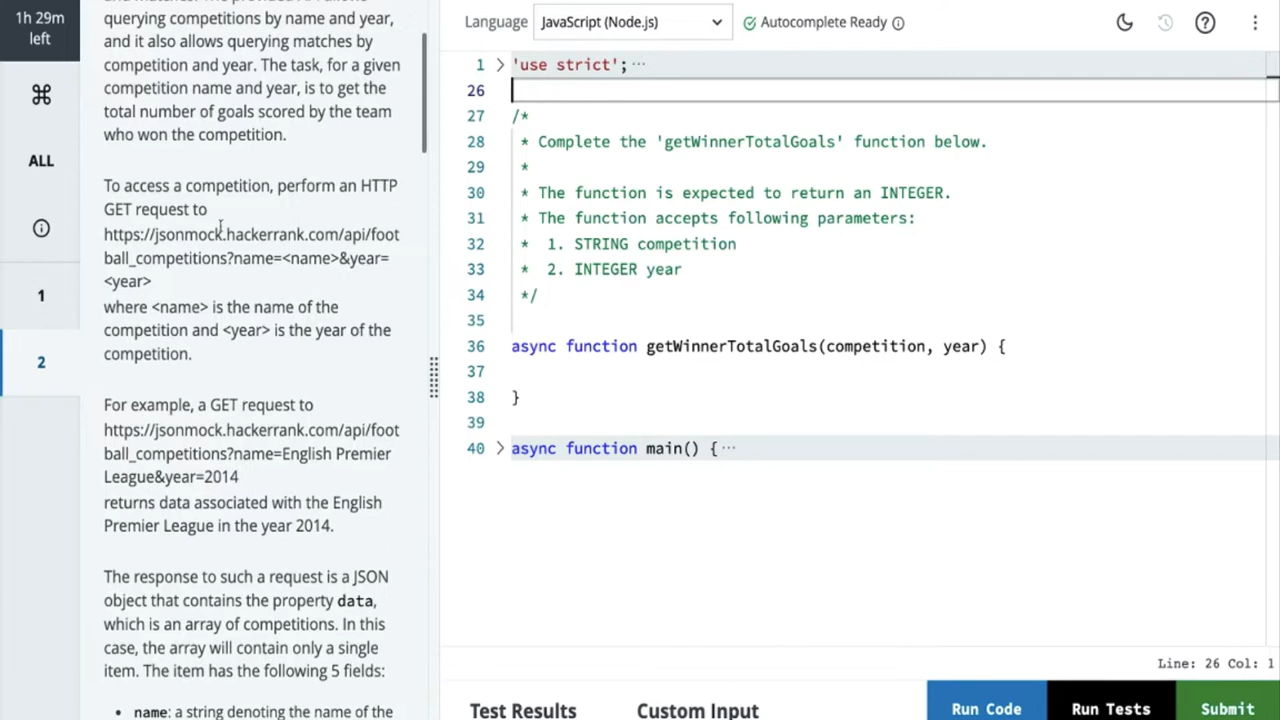 1h 29m
left
ALL
1
2
querying competitions by name and year,
and it also allows querying matches by
competition and year. The task, for a given
competition name and year, is to get the
total number of goals scored by the team
who won the competition.
To access a competition, perform an HTTP
GET request to
https://jsonmock.hackerrank.com/api/foot
ball_competitions?name=<name>&year=
<year>
where <name> is the name of the
competition and <year> is the year of the
competition.
For example, a GET request to
https://jsonmock.hackerrank.com/api/foot
ball_competitions?name=English Premier
League&year=2014
returns data associated with the English
Premier League in the year 2014.
The response to such a request is a JSON
object that contains the property data,
which is an array of competitions. In this
case, the array will contain only a single
item. The item has the following 5 fields:
• name: a string denoting the name of the
Language JavaScript (Node.js) Autocomplete Ready
1 'use strict'; ...
26
27 /*
28 * Complete the 'getWinnerTotalGoals' function below.
29 *
30 * The function is expected to return an INTEGER.
31 * The function accepts following parameters:
32 * 1. STRING competition
33 * 2. INTEGER year
34 */
35
36 async function getWinnerTotalGoals(competition, year) {
37
38 }
39
40 async function main() { ...
Line: 26 Col: 1
Test Results Custom Input Run Code Run Tests Submit